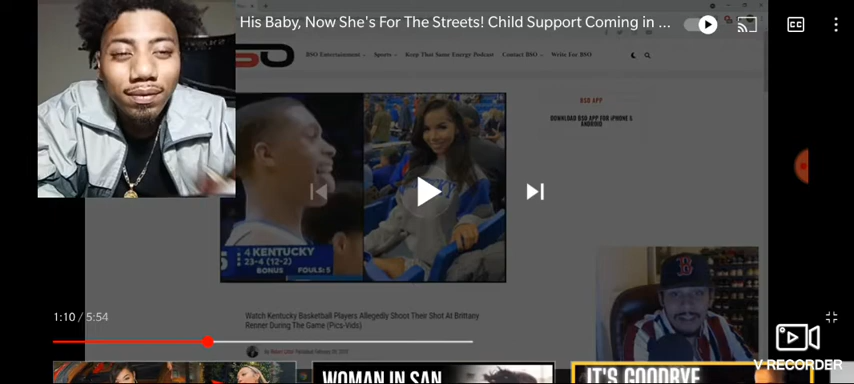 His Baby, Now She's For The Streets! Child Support Coming in ...
CC
BSO
BSO Entertainment
Sports
Keep That Same Energy Podcast
Contact BSO
Write For BSO
BSO APP
DOWNLOAD BSO APP FOR IPHONE &
ANDROID
4 KENTUCKY
23-4 (12-2)
BONUS FOULS: 5
Watch Kentucky Basketball Players Allegedly Shoot Their Shot At Brittany
Renner During The Game (Pics-Vids)
B
1:10 / 5:54
V RECORDER
WOMAN IN SAN
IT'S GOODBYE